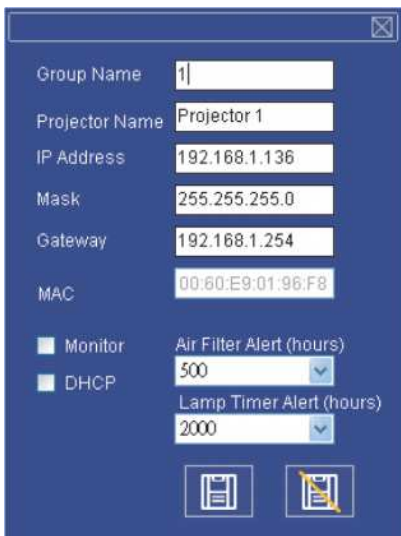 Group Name 1
Projector Name Projector 1
IP Address 192.168.1.136
Mask 255.255.255.0
Gateway 192.168.1.254
MAC 00:60:E9:01:96:F8
Monitor Air Filter Alert (hours)
DHCP 500
Lamp Timer Alert (hours)
2000